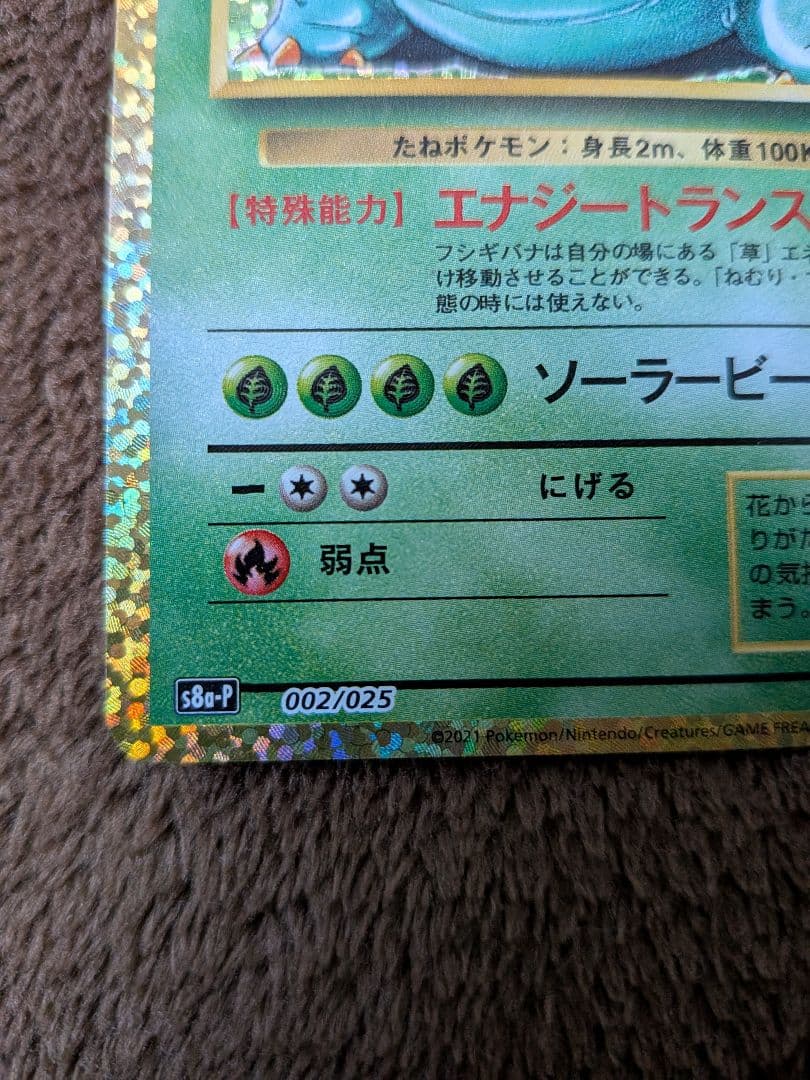 たねポケモン：身長2m、体重100K
【特殊能力】 エナジートランス
フシギバナは自分の場にある「草」エネ
け移動させることができる。「ねむり・
態の時には使えない。
ソーラービー
ー にげる
弱点
花から
りがた
の気持
まう。
s8a-P 002/025
©2021 Pokémon/Nintendo/Creatures/GAME FREA